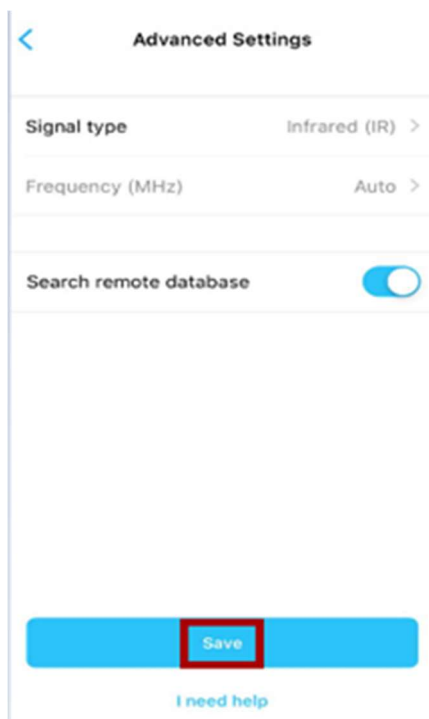 Advanced Settings
Signal type Infrared (IR)
Frequency (MHz) Auto
Search remote database
Save
I need help